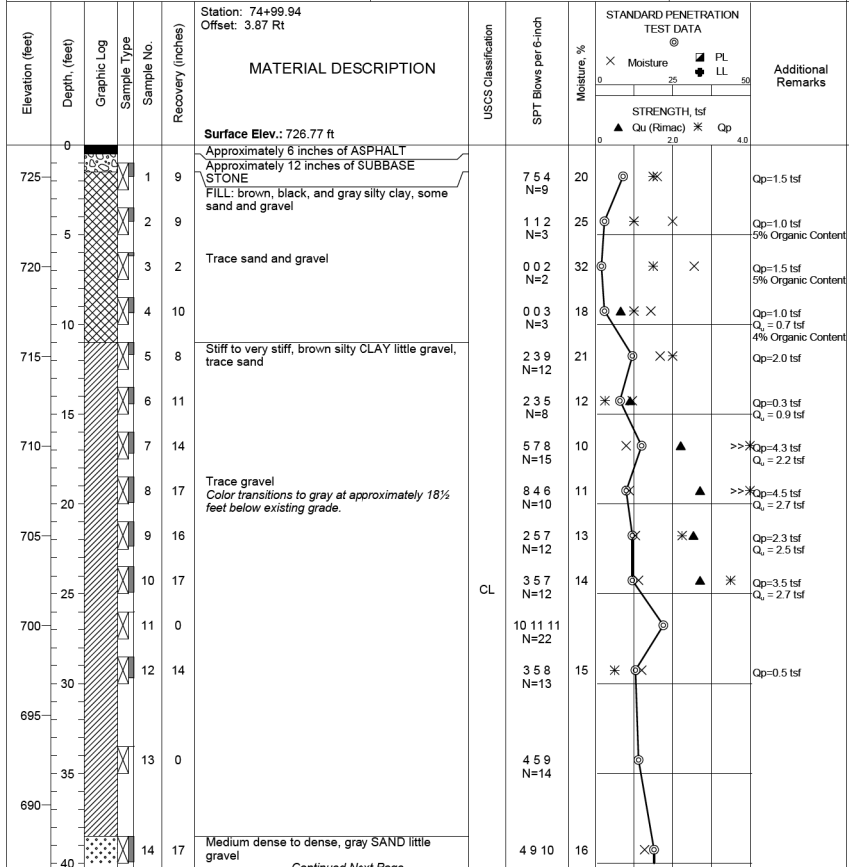 Station: 74+99.94
Offset: 3.87 Rt
Elevation (feet)
Depth, (feet)
Graphic Log
Sample Type
Sample No.
Recovery (inches)
MATERIAL DESCRIPTION
Surface Elev.: 726.77 ft
USCS Classification
SPT Blows per 6-inch
Moisture, %
STANDARD PENETRATION
TEST DATA
× Moisture
PL
LL
0 25 50
STRENGTH, tsf
Qu (Rimac) Qp
0 2.0 4.0
Additional
Remarks
0
Approximately 6 inches of ASPHALT
Approximately 12 inches of SUBBASE
STONE
725 1 9 7 5 4 20 Qp=1.5 tsf
N=9
FILL: brown, black, and gray silty clay, some
sand and gravel
2 9 1 1 2 25 Qp=1.0 tsf
5 N=3 5% Organic Content
720 3 2 Trace sand and gravel 0 0 2 32 Qp=1.5 tsf
N=2 5% Organic Content
4 10 0 0 3 18 Qp=1.0 tsf
10 N=3 Qu = 0.7 tsf
4% Organic Content
715 5 8 Stiff to very stiff, brown silty CLAY little gravel, 2 3 9 21 Qp=2.0 tsf
trace sand N=12
6 11 2 3 5 12 Qp=0.3 tsf
15 N=8 Qu = 0.9 tsf
710 7 14 5 7 8 10 >> Qp=4.3 tsf
N=15 Qu = 2.2 tsf
Trace gravel
8 17 Color transitions to gray at approximately 18½ 8 4 6 11 >> Qp=4.5 tsf
20 feet below existing grade. N=10 Qu = 2.7 tsf
705 9 16 2 5 7 13 Qp=2.3 tsf
N=12 Qu = 2.5 tsf
10 17 CL 3 5 7 14 Qp=3.5 tsf
25 N=12 Qu = 2.7 tsf
700 11 0 10 11 11
N=22
12 14 3 5 8 15 Qp=0.5 tsf
30 N=13
695
13 0 4 5 9
35 N=14
690
Medium dense to dense, gray SAND little
14 17 gravel 4 9 10 16
40 Continued Next Page